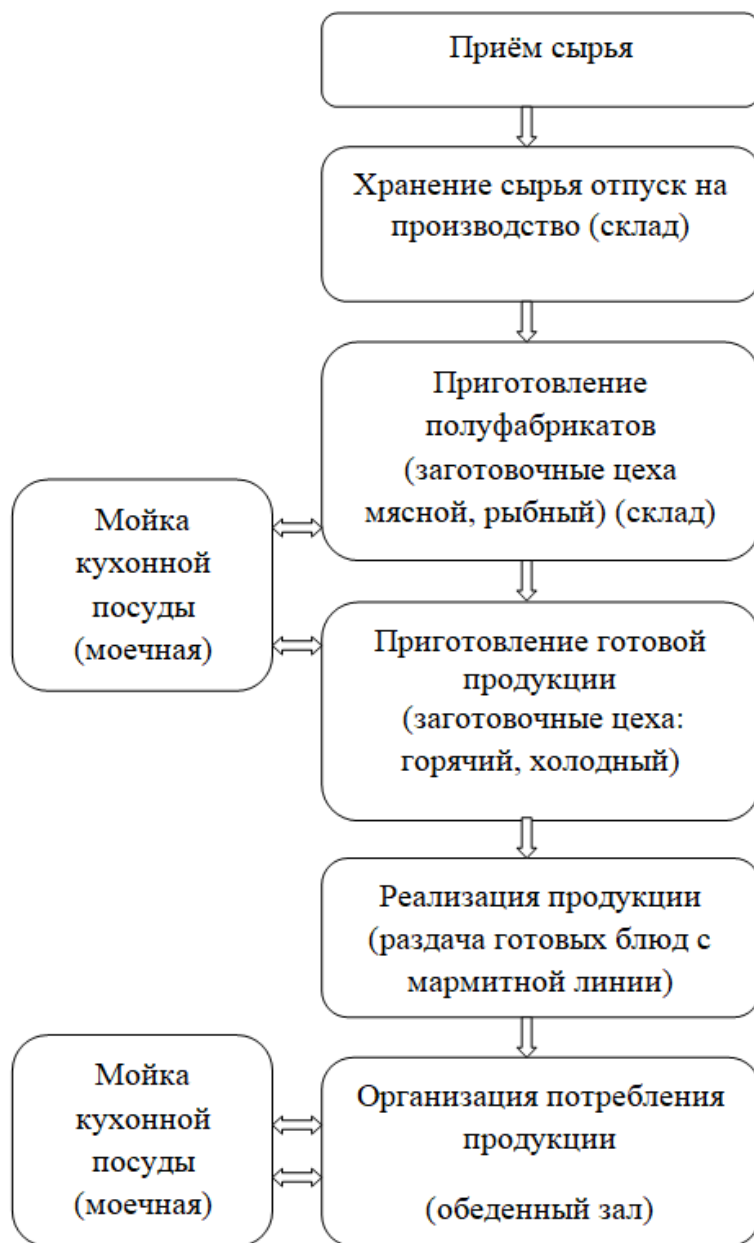 Приём сырья
Хранение сырья отпуск на
производство (склад)
Приготовление
полуфабрикатов
(заготовочные цеха
мясной, рыбный) (склад)
Мойка
кухонной
посуды
(моечная)
Приготовление готовой
продукции
(заготовочные цеха:
горячий, холодный)
Реализация продукции
(раздача готовых блюд с
мармитной линии)
Мойка
кухонной
посуды
(моечная)
Организация потребления
продукции
(обеденный зал)